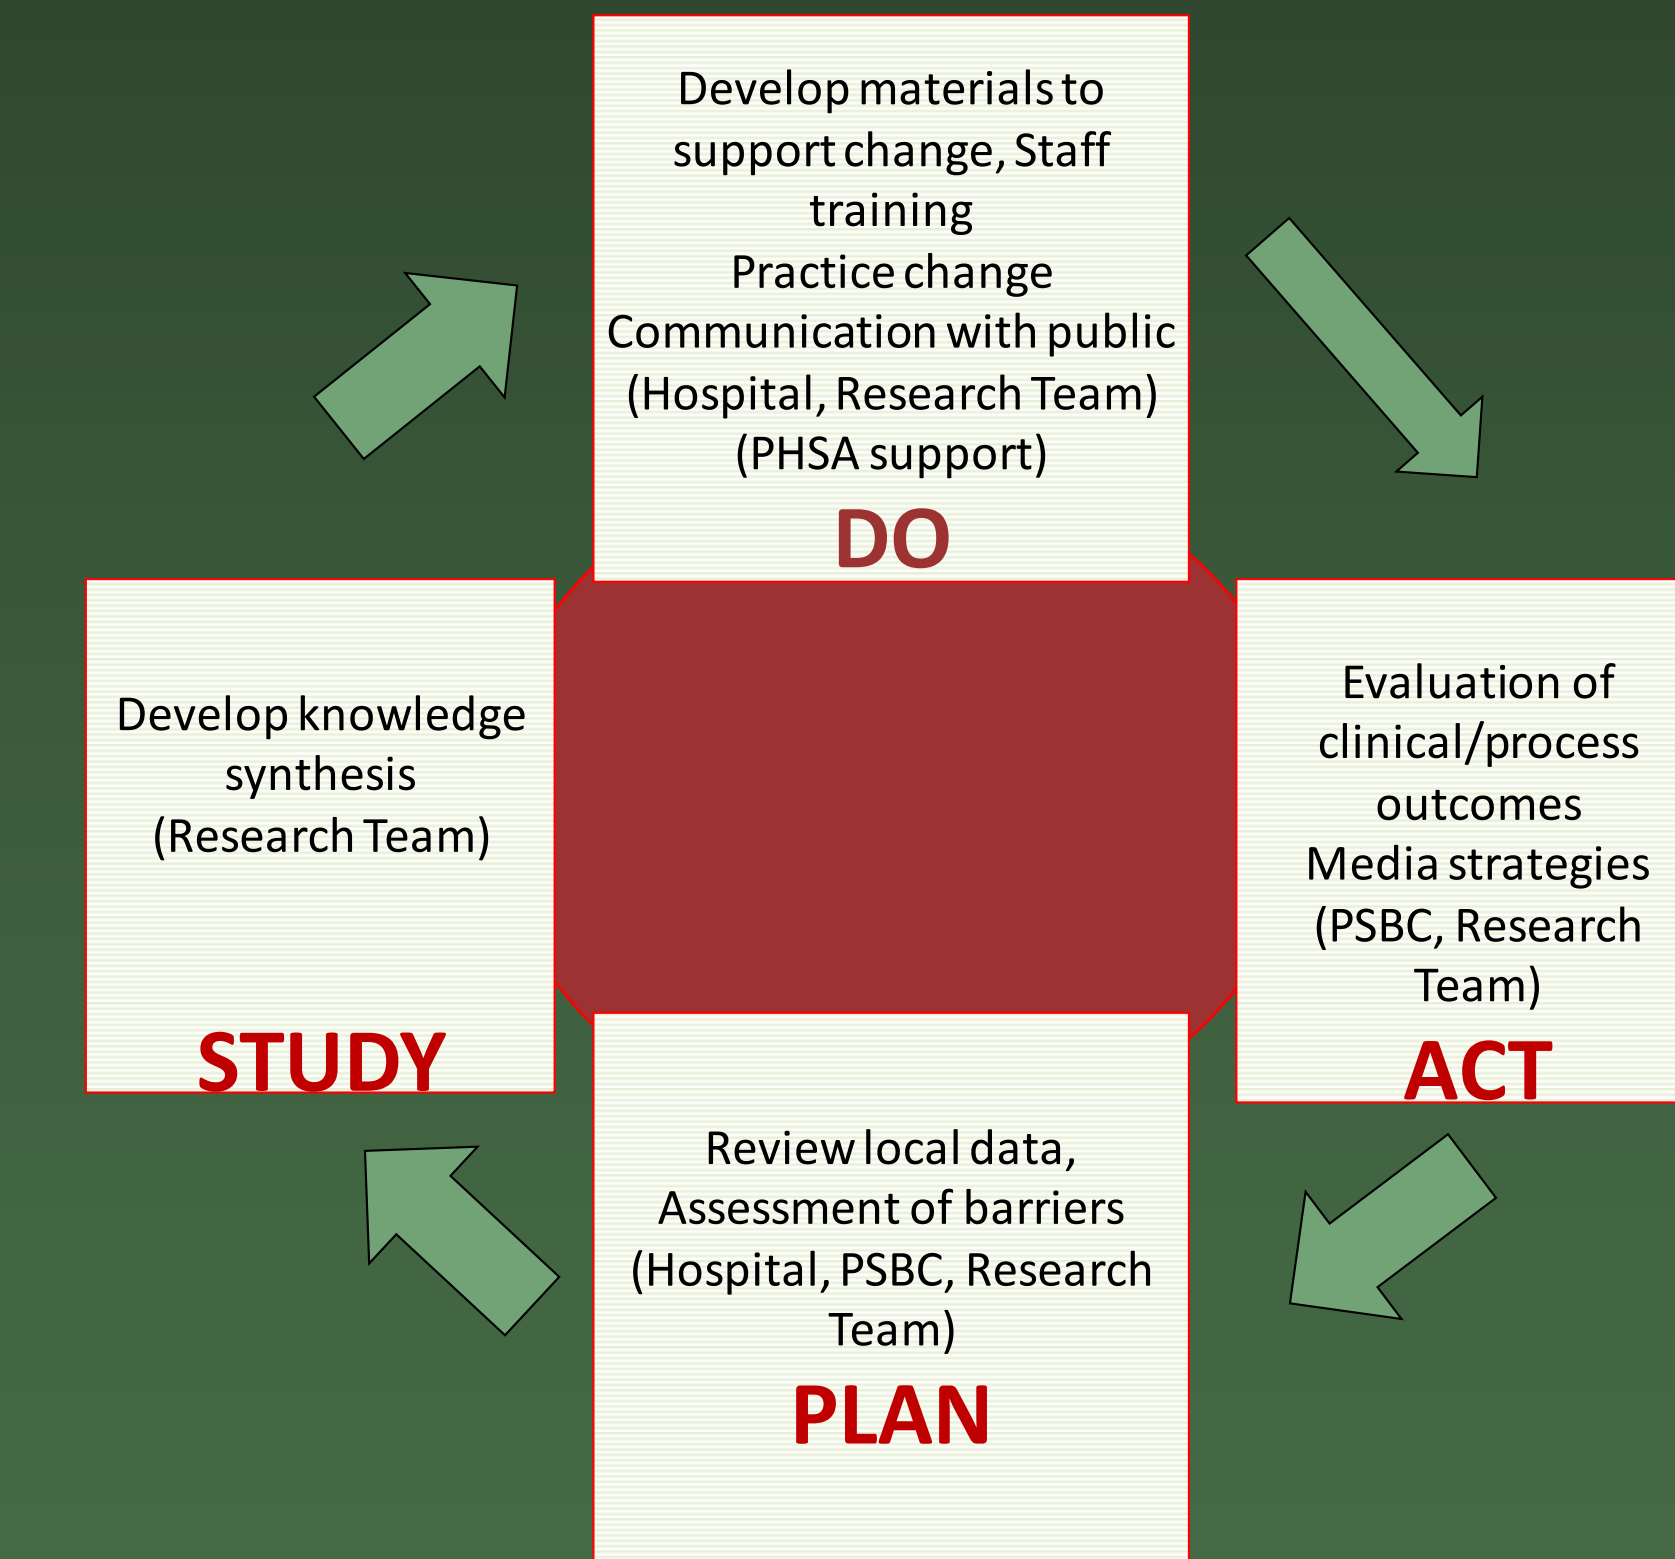 Develop materials to
support change, Staff
training
Practice change
Communication with public
(Hospital, Research Team)
(PHSA support)
DO
Develop knowledge
synthesis
(Research Team)
STUDY
Evaluation of
clinical/process
outcomes
Media strategies
(PSBC, Research
Team)
ACT
Review local data,
Assessment of barriers
(Hospital, PSBC, Research
Team)
PLAN